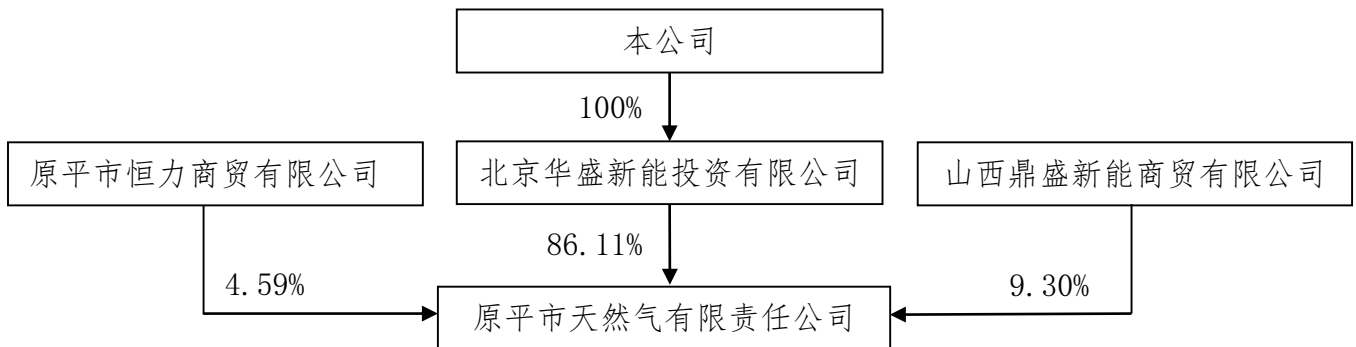 本公司
100%
原平市恒力商贸有限公司
北京华盛新能投资有限公司
山西鼎盛新能商贸有限公司
86.11%
4.59%
9.30%
原平市天然气有限责任公司